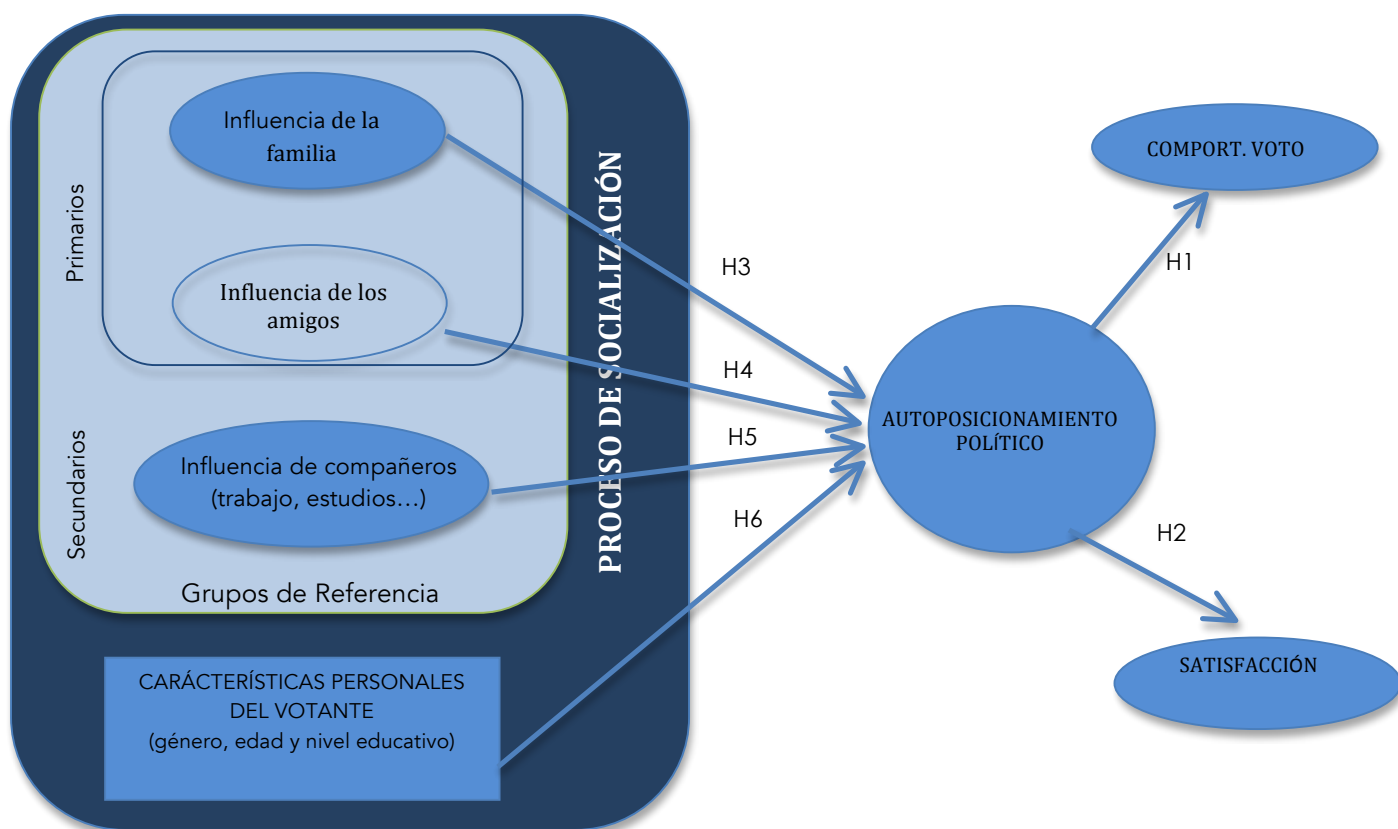 Influencia de la
familia
Primarios
Influencia de los
amigos
Secundarios
Influencia de compañeros
(trabajo, estudios…)
Grupos de Referencia
PROCESO DE SOCIALIZACIÓN
CARÁCTERÍSTICAS PERSONALES
DEL VOTANTE
(género, edad y nivel educativo)
H3
H4
H5
H6
AUTOPOSICIONAMIENTO
POLÍTICO
COMPORT. VOTO
H1
H2
SATISFACCIÓN